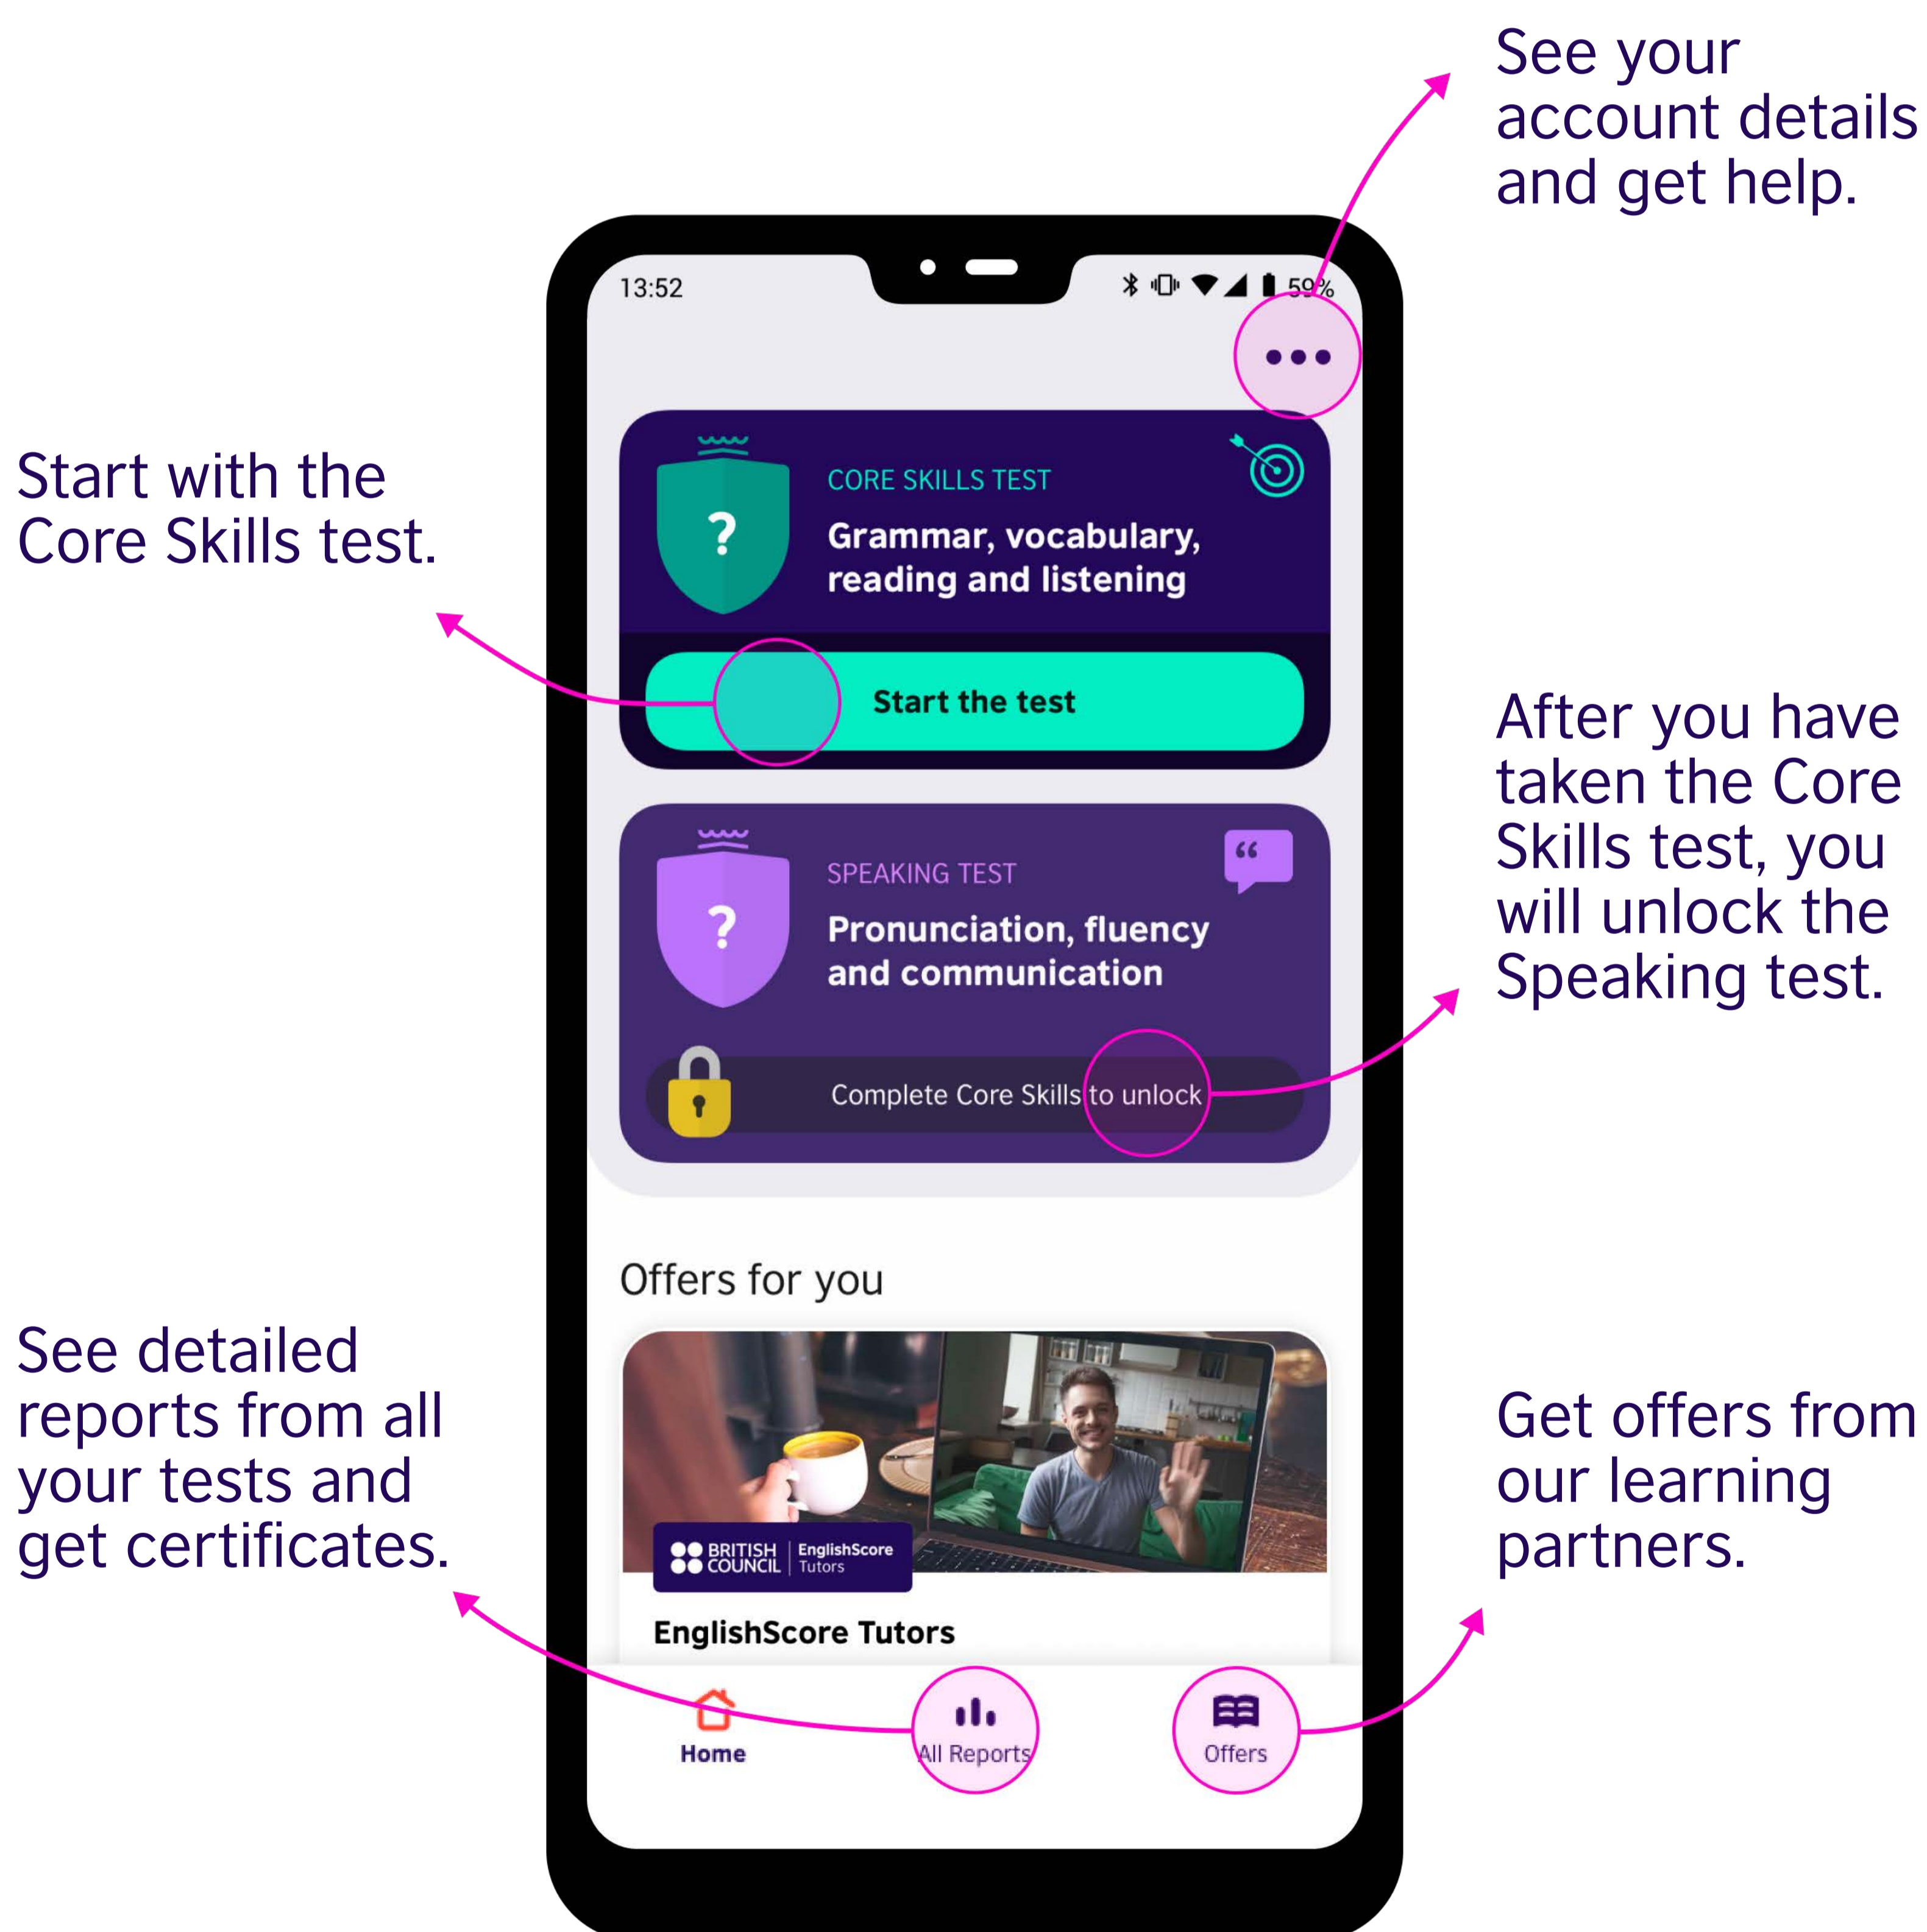 See your
account details
and get help.
13:52
59%
Start with the
Core Skills test.
?
CORE SKILLS TEST
Grammar, vocabulary,
reading and listening
Start the test
After you have
taken the Core
Skills test, you
will unlock the
Speaking test.
?
SPEAKING TEST
“
Pronunciation, fluency
and communication
Complete Core Skills to unlock
Offers for you
See detailed
reports from all
your tests and
get certificates.
Get offers from
our learning
partners.
BRITISH
COUNCIL
EnglishScore
Tutors
EnglishScore Tutors
Home
All Reports
Offers